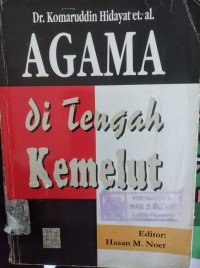 Dr. Komaruddin Hidayat et. al.
AGAMA
di Tengah
Kemelut
Editor:
Hasan M. Noer